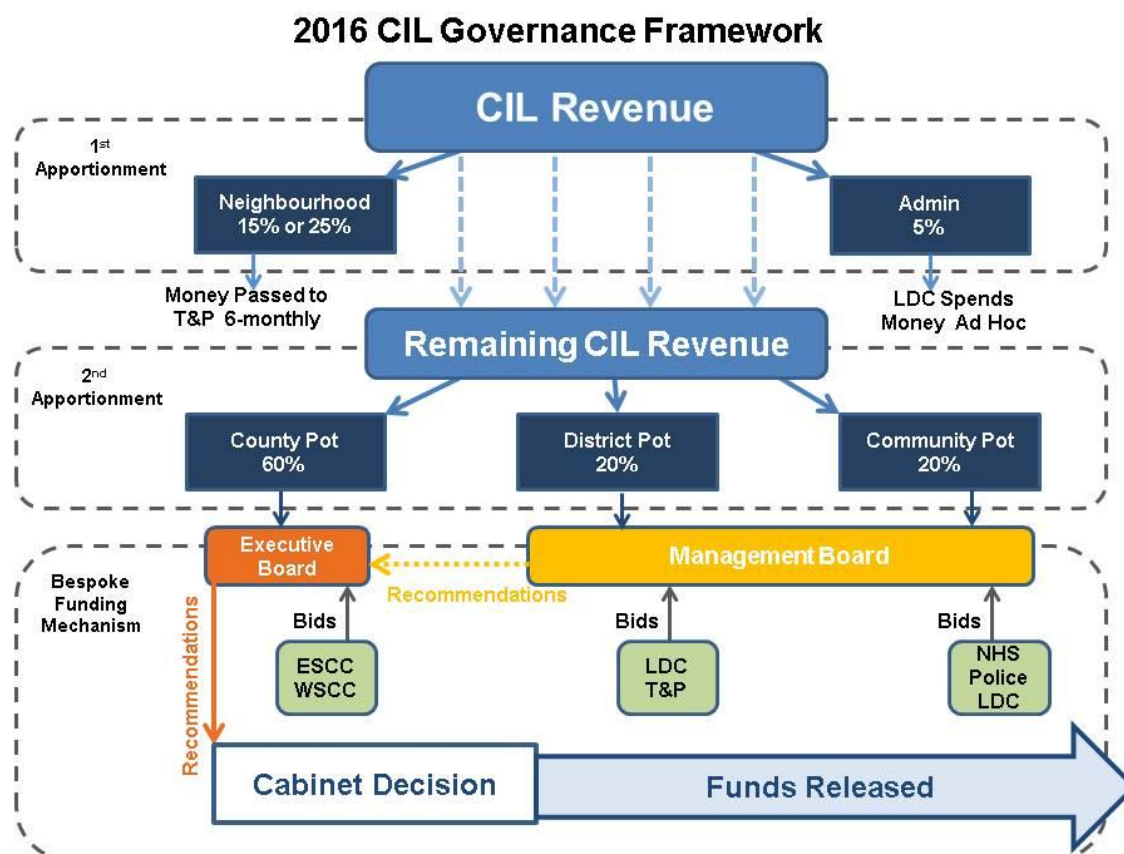 2016 CIL Governance Framework
CIL Revenue
1st
Apportionment
Neighbourhood
15% or 25%
Admin
5%
Money Passed to
T&P 6-monthly
LDC Spends
Money Ad Hoc
Remaining CIL Revenue
2nd
Apportionment
County Pot
60%
District Pot
20%
Community Pot
20%
Executive
Board
Management Board
Bespoke
Funding
Mechanism
Recommendations
Recommendations
Bids
Bids
Bids
ESCC
WSCC
LDC
T&P
NHS
Police
LDC
Cabinet Decision
Funds Released